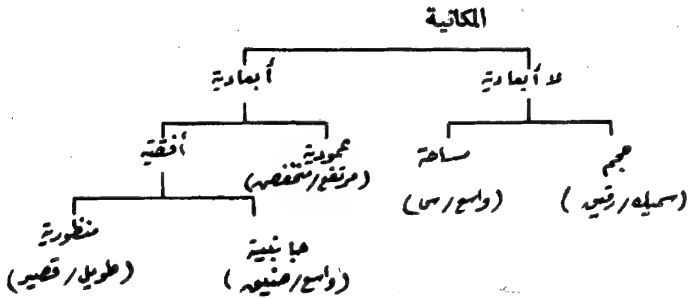 المكانية
لا أبعادية
أبعادية
حجم
مساحة
عمودية
أفقية
(سميك/رقيق)
(واسع/
(مرتفع/منخفض)
جانبية
منظورية
(واسع/ضيق)
(طويل/قصير)